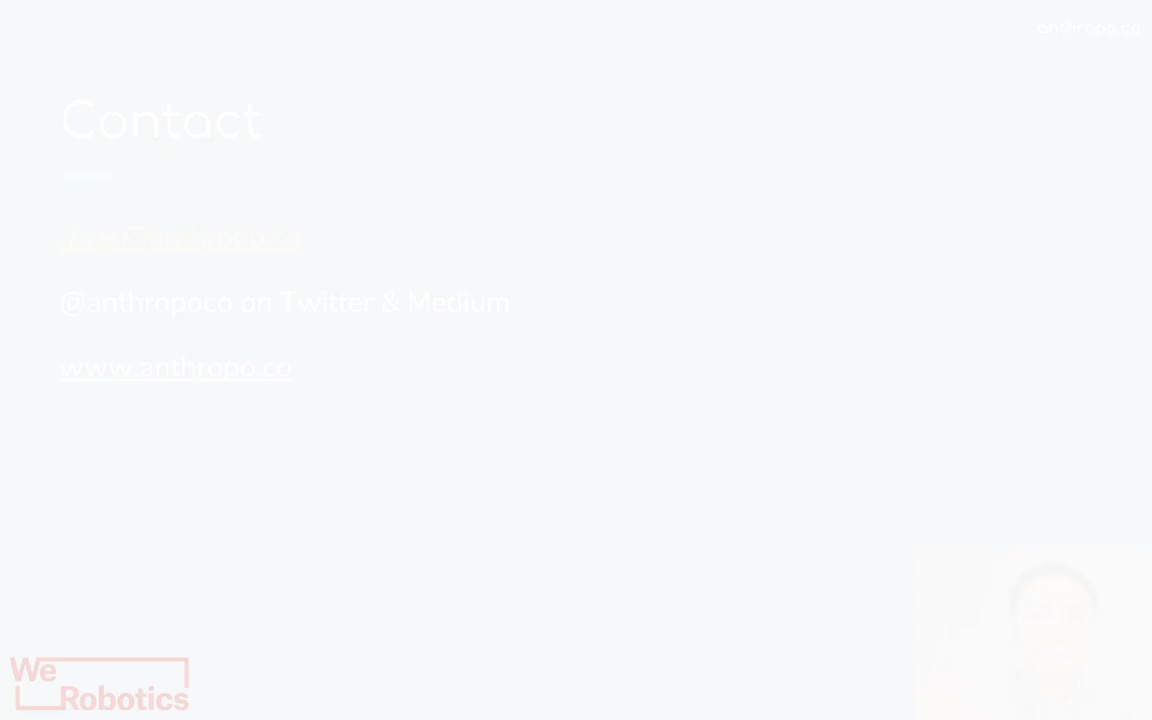 anthropo.co
Contact
@anthropoco on Twitter & Medium
www.anthropo.co
We
Robotics